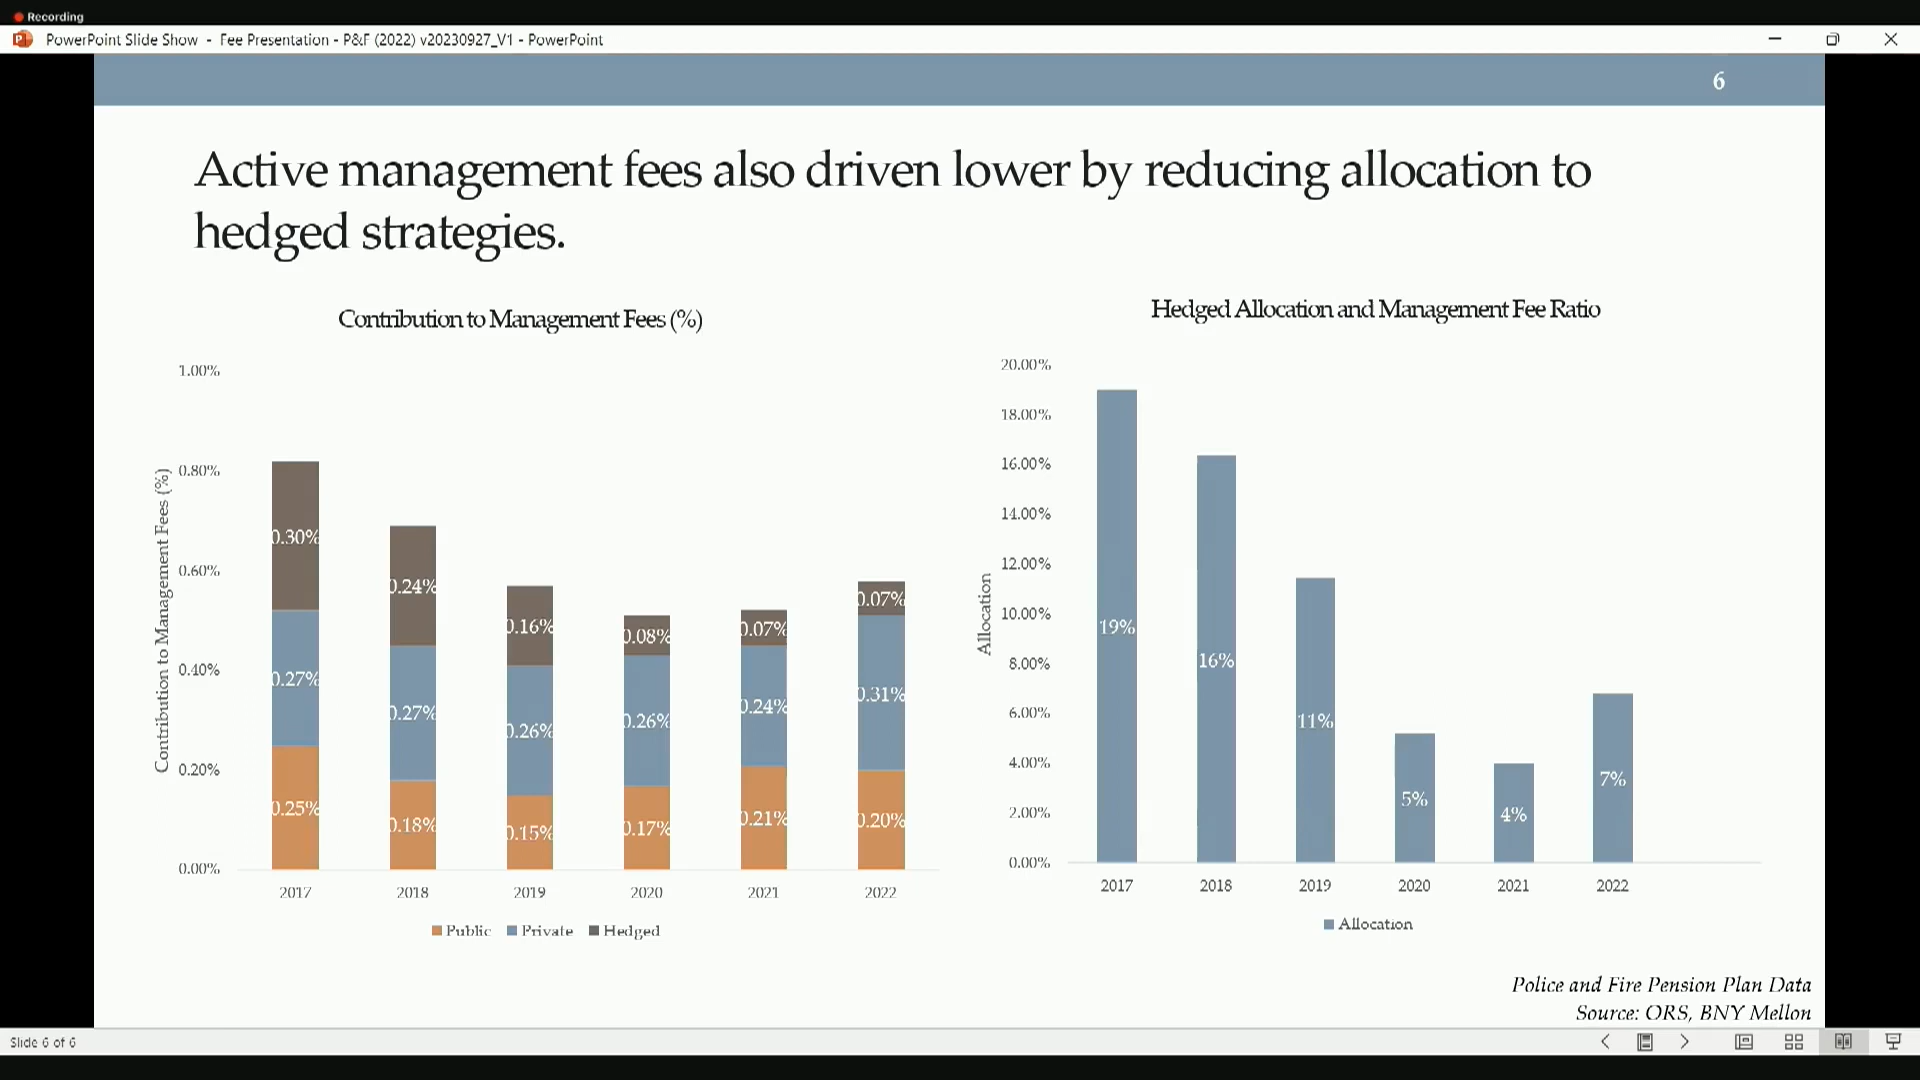 Recording
PowerPoint Slide Show - Fee Presentation - P&F (2022) v20230927_V1 - PowerPoint
6
Active management fees also driven lower by reducing allocation to
hedged strategies.
Contribution to Management Fees (%)
Contribution to Management Fees (%)
1.00%
0.80%
0.60%
0.40%
0.20%
0.00%
0.30%
0.27%
0.25%
0.24%
0.27%
0.18%
0.16%
0.26%
0.15%
0.08%
0.26%
0.17%
0.07%
0.24%
0.21%
0.07%
0.31%
0.20%
2017 2018 2019 2020 2021 2022
Public Private Hedged
Hedged Allocation and Management Fee Ratio
Allocation
20.00%
18.00%
16.00%
14.00%
12.00%
10.00%
8.00%
6.00%
4.00%
2.00%
0.00%
19%
16%
11%
5%
4%
7%
2017 2018 2019 2020 2021 2022
Allocation
Police and Fire Pension Plan Data
Source: ORS, BNY Mellon
Slide 6 of 6